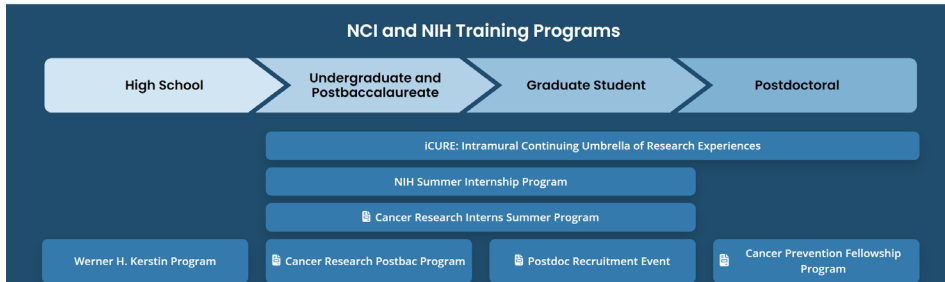 NCI and NIH Training Programs
High School
Undergraduate and
Postbaccalaureate
Graduate Student
Postdoctoral
iCURE: Intramural Continuing Umbrella of Research Experiences
NIH Summer Internship Program
Cancer Research Interns Summer Program
Werner H. Kerstin Program
Cancer Research Postbac Program
Postdoc Recruitment Event
Cancer Prevention Fellowship
Program